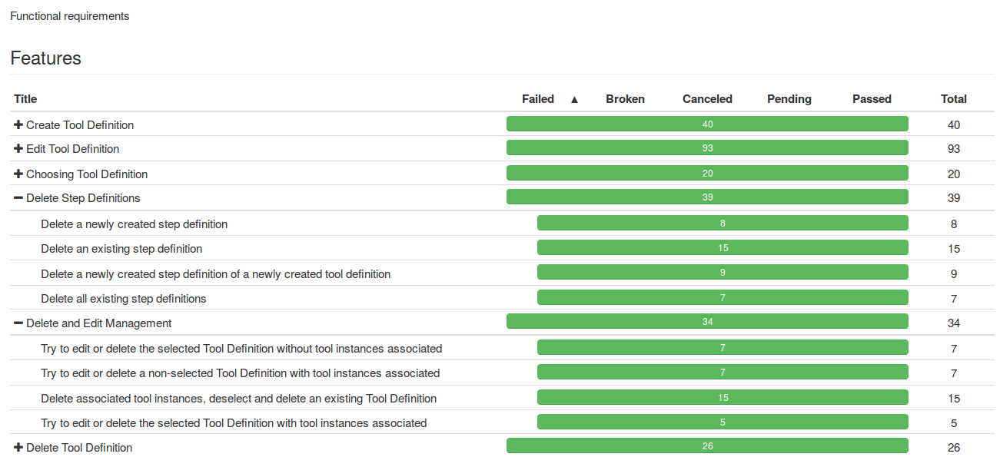 Functional requirements
Features
Title Failed ▲ Broken Canceled Pending Passed Total
Create Tool Definition 40 40
Edit Tool Definition 93 93
Choosing Tool Definition 20 20
Delete Step Definitions 39 39
Delete a newly created step definition 8 8
Delete an existing step definition 15 15
Delete a newly created step definition of a newly created tool definition 9 9
Delete all existing step definitions 7 7
Delete and Edit Management 34 34
Try to edit or delete the selected Tool Definition without tool instances associated 7 7
Try to edit or delete a non-selected Tool Definition with tool instances associated 7 7
Delete associated tool instances, deselect and delete an existing Tool Definition 15 15
Try to edit or delete the selected Tool Definition with tool instances associated 5 5
Delete Tool Definition 26 26